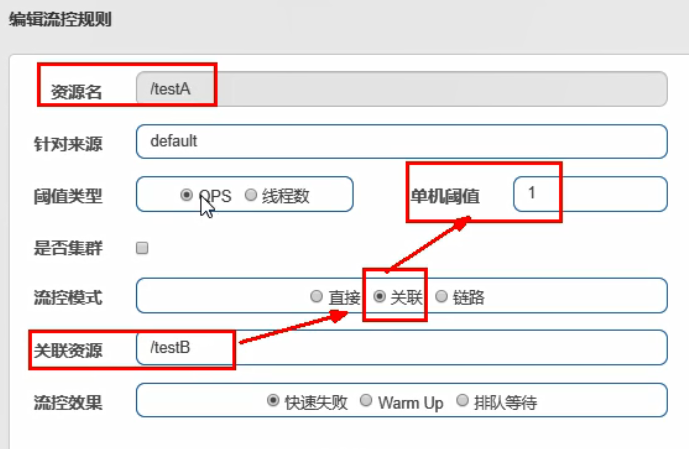 编辑流控规则
资源名 /testA
针对来源 default
阈值类型 QPS 线程数 单机阈值 1
是否集群
流控模式 直接 关联 链路
关联资源 /testB
流控效果 快速失败 Warm Up 排队等待